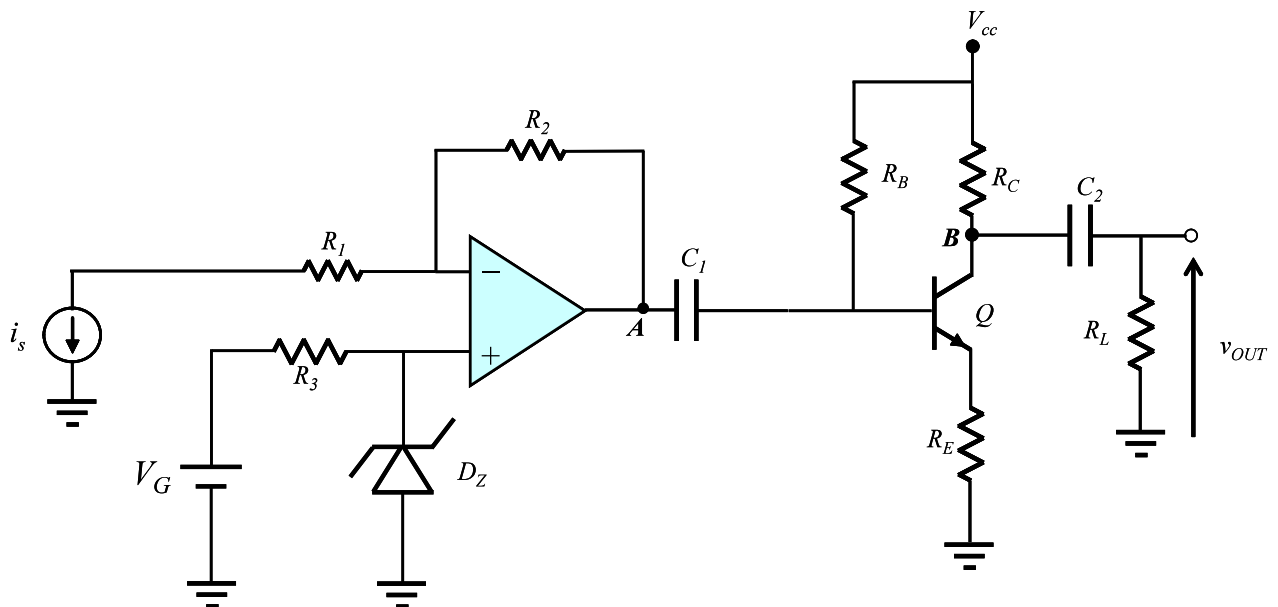 V_cc
R_2
R_B
R_C
C_2
B
R_1
C_1
−
A
Q
i_s
R_L
v_OUT
+
R_3
R_E
V_G
D_Z